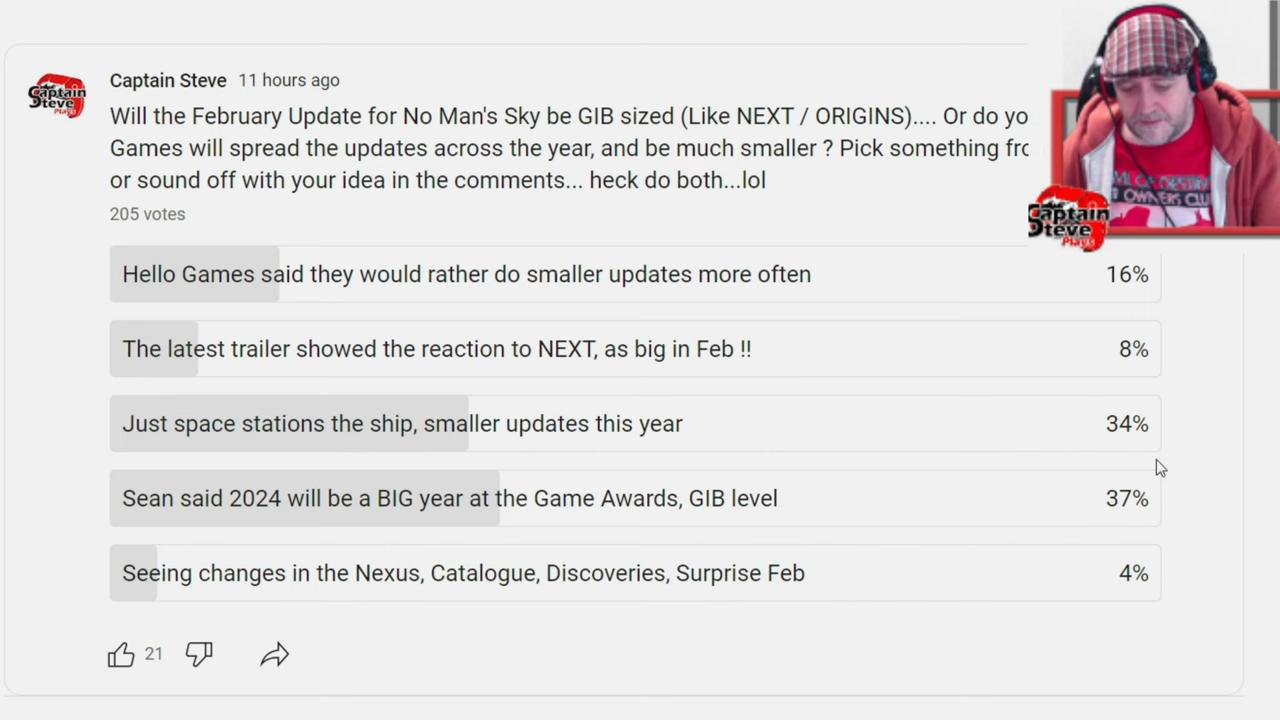 Captain Steve 11 hours ago
Will the February Update for No Man's Sky be GIB sized (Like NEXT / ORIGINS).... Or do
Games will spread the updates across the year, and be much smaller ? Pick something
or sound off with your idea in the comments... heck do both...lol
205 votes
Hello Games said they would rather do smaller updates more often 16%
The latest trailer showed the reaction to NEXT, as big in Feb !! 8%
Just space stations the ship, smaller updates this year 34%
Sean said 2024 will be a BIG year at the Game Awards, GIB level 37%
Seeing changes in the Nexus, Catalogue, Discoveries, Surprise Feb 4%
21
Captain
Steve
Plays
Captain
Steve
Plays
OWNERS